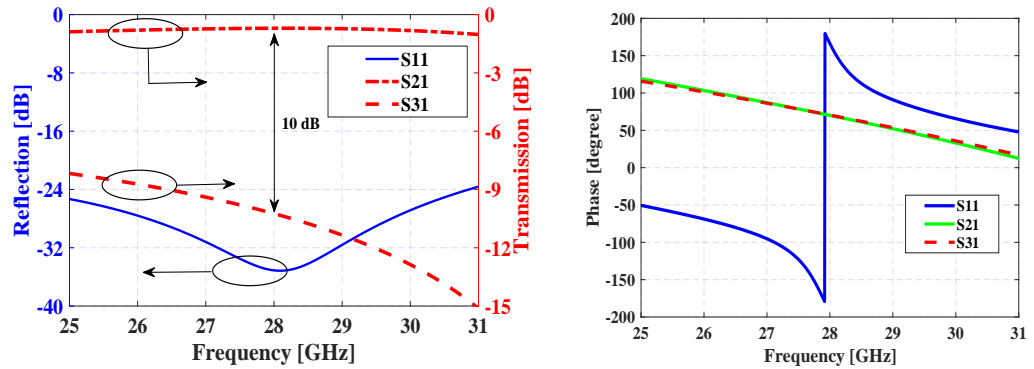 0
-8
-16
-24
-32
-40
Reflection [dB]
0
-3
-6
-9
-12
-15
Transmission [dB]
S11
S21
S31
10 dB
25 26 27 28 29 30 31
Frequency [GHz]
200
150
100
50
0
-50
-100
-150
-200
Phase [degree]
S11
S21
S31
25 26 27 28 29 30 31
Frequency [GHz]